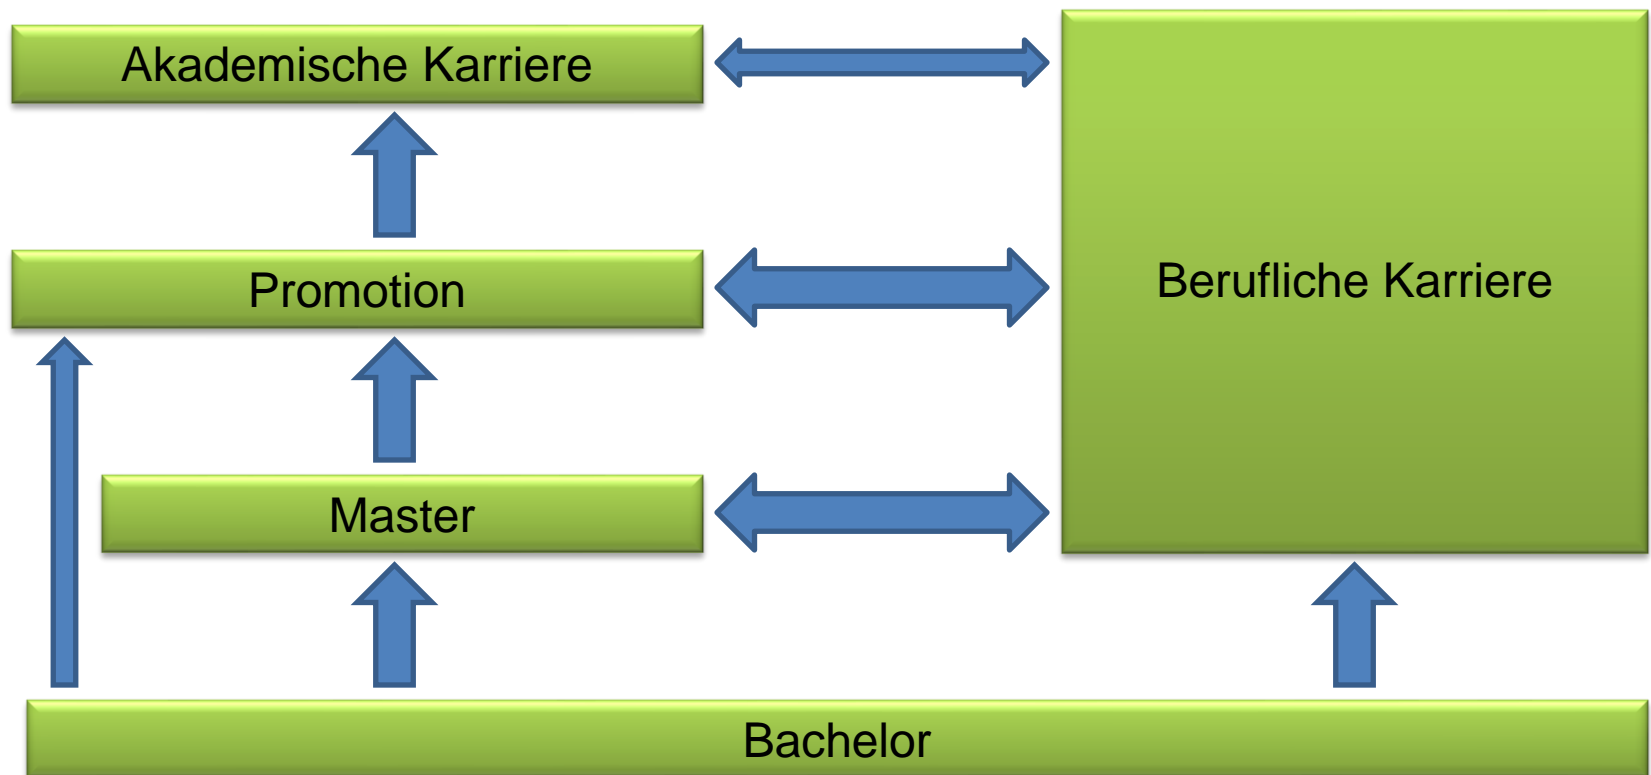 Akademische Karriere
Promotion
Berufliche Karriere
Master
Bachelor